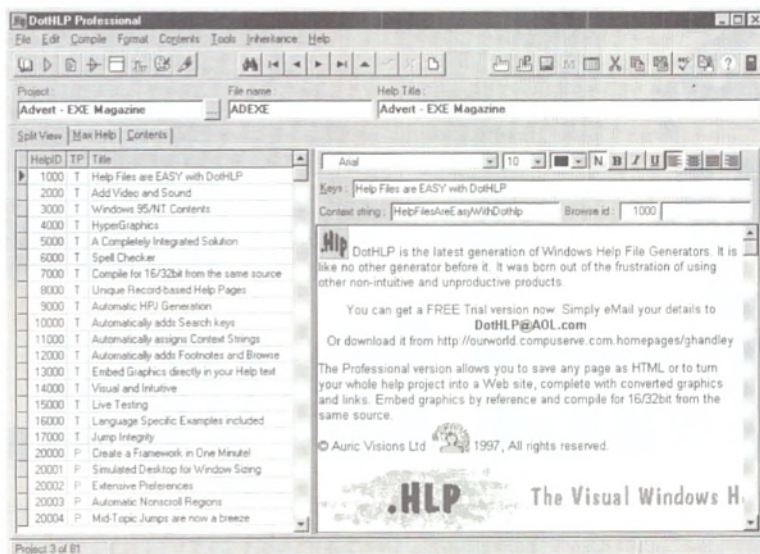 DotHLP Professional
File Edit Compile Format Contents Tools Inheritance Help
Project :
File name :
Help Title :
Advert - EXE Magazine
...
ADEXE
Advert - EXE Magazine
Split View Max Help Contents
HelpID TP Title
1000 T Help Files are EASY with DotHLP
2000 T Add Video and Sound
3000 T Windows 95/NT Contents
4000 T HyperGraphics
5000 T A Completely Integrated Solution
6000 T Spell Checker
7000 T Compile for 16/32bit from the same source
8000 T Unique Record-based Help Pages
9000 T Automatic HPJ Generation
10000 T Automatically adds Search keys
11000 T Automatically assigns Context Strings
12000 T Automatically adds Footnotes and Browse
13000 T Embed Graphics directly in your Help text
14000 T Visual and Intuitive
15000 T Live Testing
16000 T Language Specific Examples included
17000 T Jump Integrity
20000 P Create a Framework in One Minute!
20001 P Simulated Desktop for Window Sizing
20002 P Extensive Preferences
20003 P Automatic Nonscroll Regions
20004 P Mid-Topic Jumps are now a breeze
Arial 10 N B I U
Keys : Help Files are EASY with DotHLP
Context string : HelpFilesAreEasyWithDothlp Browse id : 1000
.HLP DotHLP is the latest generation of Windows Help File Generators. It is
like no other generator before it. It was born out of the frustration of using
other non-intuitive and unproductive products.
You can get a FREE Trial version now. Simply eMail your details to
DotHLP@AOL.com
Or download it from http://ourworld.compuserve.com.homepages/ghandley
The Professional version allows you to save any page as HTML or to turn
your whole help project into a Web site, complete with converted graphics
and links. Embed graphics by reference and compile for 16/32bit from the
same source.
© Auric Visions Ltd 1997, All rights reserved.
.HLP The Visual Windows H
Project 3 of 81